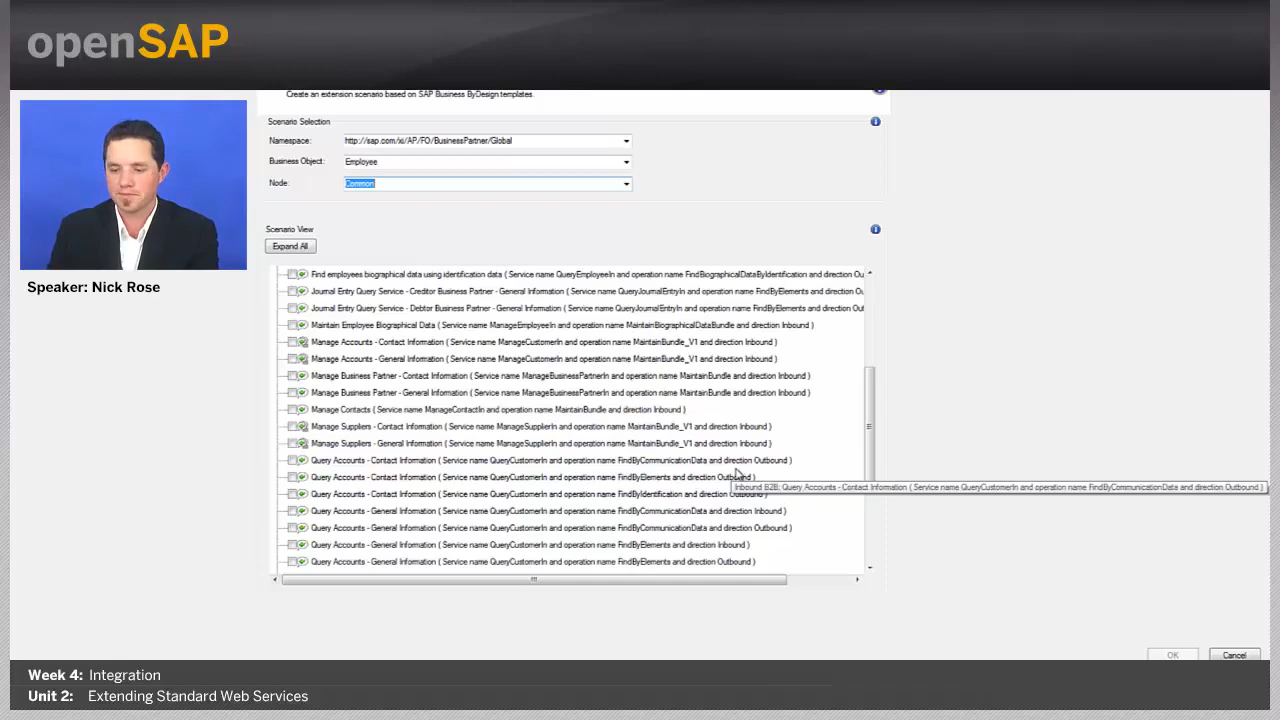 openSAP
Create an extension scenario based on SAP Business ByDesign templates.
Scenario Selection
Namespace: http://sap.com/xi/AP/FO/BusinessPartner/Global
Business Object: Employee
Node: Common
Scenario View
Expand All
Find employees biographical data using identification data ( Service name QueryEmployeeIn and operation name FindBiographicalDataByIdentification and direction Ou
Journal Entry Query Service - Creditor Business Partner - General Information ( Service name QueryJournalEntryIn and operation name FindByElements and direction Ou
Journal Entry Query Service - Debtor Business Partner - General Information ( Service name QueryJournalEntryIn and operation name FindByElements and direction Out
Maintain Employee Biographical Data ( Service name ManageEmployeeIn and operation name MaintainBiographicalDataBundle and direction Inbound )
Manage Accounts - Contact Information ( Service name ManageCustomerIn and operation name MaintainBundle_V1 and direction Inbound )
Manage Accounts - General Information ( Service name ManageCustomerIn and operation name MaintainBundle_V1 and direction Inbound )
Manage Business Partner - Contact Information ( Service name ManageBusinessPartnerIn and operation name MaintainBundle and direction Inbound )
Manage Business Partner - General Information ( Service name ManageBusinessPartnerIn and operation name MaintainBundle and direction Inbound )
Manage Contacts ( Service name ManageContactIn and operation name MaintainBundle and direction Inbound )
Manage Suppliers - Contact Information ( Service name ManageSupplierIn and operation name MaintainBundle_V1 and direction Inbound )
Manage Suppliers - General Information ( Service name ManageSupplierIn and operation name MaintainBundle_V1 and direction Inbound )
Query Accounts - Contact Information ( Service name QueryCustomerIn and operation name FindByCommunicationData and direction Outbound )
Query Accounts - Contact Information ( Service name QueryCustomerIn and operation name FindByElements and direction Outbound )
Inbound B2B; Query Accounts - Contact Information ( Service name QueryCustomerIn and operation name FindByCommunicationData and direction Outbound )
Query Accounts - Contact Information ( Service name QueryCustomerIn and operation name FindByIdentification and direction Outbound )
Query Accounts - General Information ( Service name QueryCustomerIn and operation name FindByCommunicationData and direction Inbound )
Query Accounts - General Information ( Service name QueryCustomerIn and operation name FindByCommunicationData and direction Outbound )
Query Accounts - General Information ( Service name QueryCustomerIn and operation name FindByElements and direction Inbound )
Query Accounts - General Information ( Service name QueryCustomerIn and operation name FindByElements and direction Outbound )
OK Cancel
Speaker: Nick Rose
Week 4: Integration
Unit 2: Extending Standard Web Services